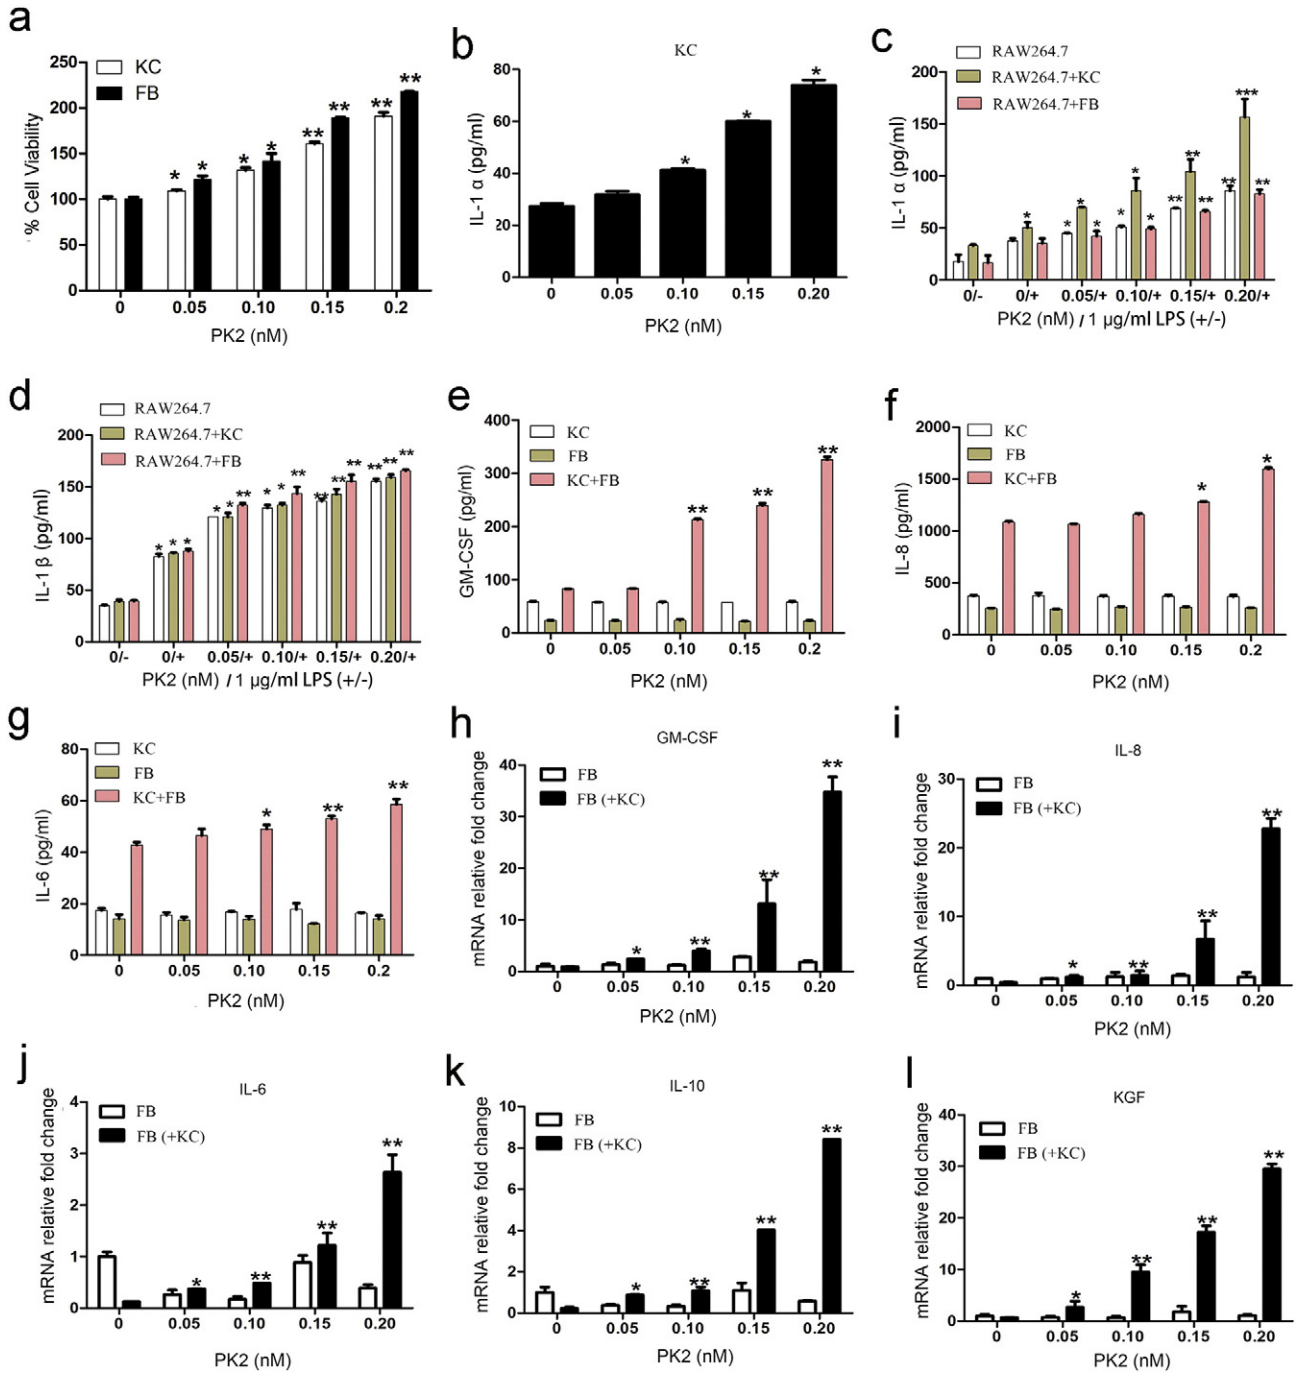 a
% Cell Viability
250
200
150
100
50
0
KC
FB
* * * * ** ** ** **
0 0.05 0.10 0.15 0.2
PK2 (nM)
b
KC
IL-1 α (pg/ml)
80
60
40
20
0
* * *
0 0.05 0.10 0.15 0.20
PK2 (nM)
c
RAW264.7
RAW264.7+KC
RAW264.7+FB
IL-1 α (pg/ml)
200
150
100
50
0
* * * * * * * ** ** ** ** *** **
0/- 0/+ 0.05/+ 0.10/+ 0.15/+ 0.20/+
PK2 (nM) / 1 µg/ml LPS (+/-)
d
RAW264.7
RAW264.7+KC
RAW264.7+FB
IL-1 β (pg/ml)
200
150
100
50
0
* * * * * ** * * ** ** ** ** ** ** **
0/- 0/+ 0.05/+ 0.10/+ 0.15/+ 0.20/+
PK2 (nM) / 1 µg/ml LPS (+/-)
e
KC
FB
KC+FB
GM-CSF (pg/ml)
400
300
200
100
0
** ** **
0 0.05 0.10 0.15 0.2
PK2 (nM)
f
KC
FB
KC+FB
IL-8 (pg/ml)
2000
1500
1000
500
0
* *
0 0.05 0.10 0.15 0.2
PK2 (nM)
g
KC
FB
KC+FB
IL-6 (pg/ml)
80
60
40
20
0
* ** **
0 0.05 0.10 0.15 0.2
PK2 (nM)
h
GM-CSF
FB
FB (+KC)
mRNA relative fold change
40
30
20
10
0
* ** ** **
0 0.05 0.10 0.15 0.20
PK2 (nM)
i
IL-8
FB
FB (+KC)
mRNA relative fold change
30
20
10
0
* ** ** **
0 0.05 0.10 0.15 0.20
PK2 (nM)
j
IL-6
FB
FB (+KC)
mRNA relative fold change
4
3
2
1
0
* ** ** **
0 0.05 0.10 0.15 0.20
PK2 (nM)
k
IL-10
FB
FB (+KC)
mRNA relative fold change
10
8
6
4
2
0
* ** ** **
0 0.05 0.10 0.15 0.20
PK2 (nM)
l
KGF
FB
FB (+KC)
mRNA relative fold change
40
30
20
10
0
* ** ** **
0 0.05 0.10 0.15 0.20
PK2 (nM)